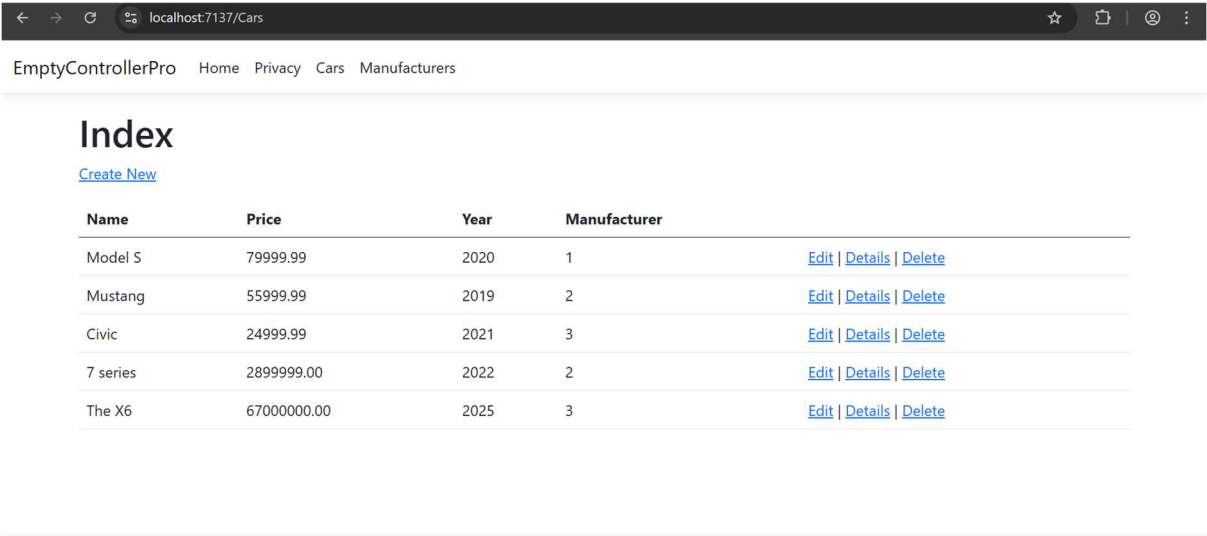 localhost:7137/Cars
EmptyControllerPro Home Privacy Cars Manufacturers
Index
Create New
Name Price Year Manufacturer
Model S 79999.99 2020 1 Edit | Details | Delete
Mustang 55999.99 2019 2 Edit | Details | Delete
Civic 24999.99 2021 3 Edit | Details | Delete
7 series 2899999.00 2022 2 Edit | Details | Delete
The X6 67000000.00 2025 3 Edit | Details | Delete